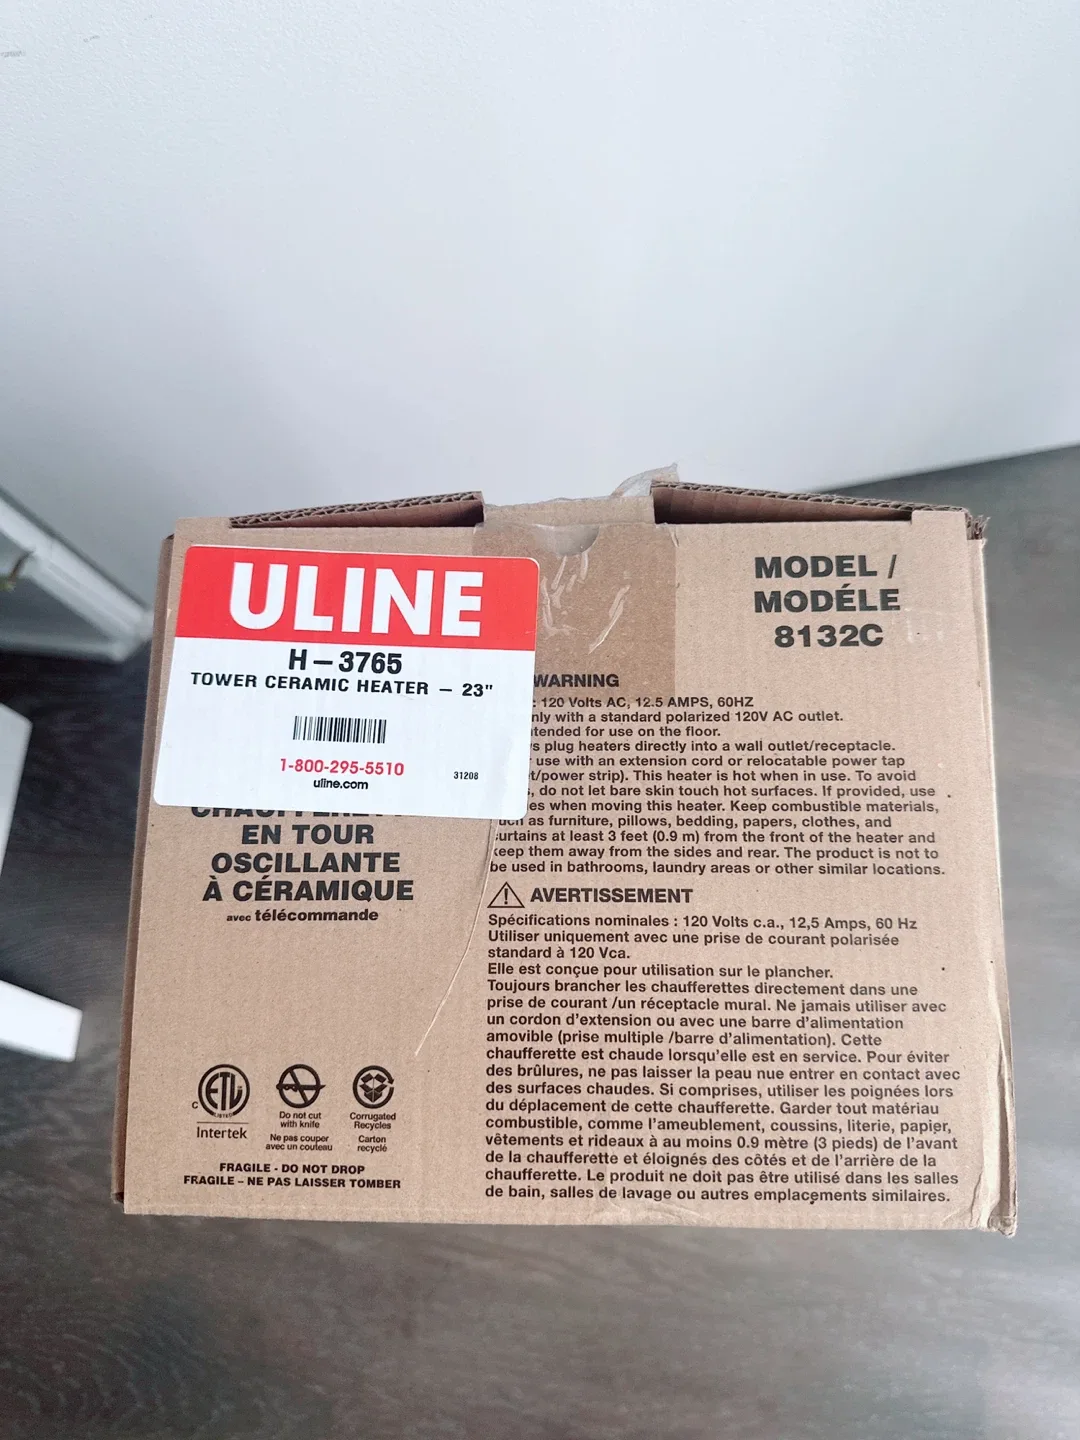 ULINE
H – 3765
TOWER CERAMIC HEATER – 23"
1-800-295-5510
31208
uline.com
EN TOUR
OSCILLANTE
À CÉRAMIQUE
avec télécommande
MODEL /
MODÉLE
8132C
WARNING
: 120 Volts AC, 12.5 AMPS, 60HZ
with a standard polarized 120V AC outlet.
for use on the floor.
plug heaters directly into a wall outlet/receptacle.
use with an extension cord or relocatable power tap
/power strip). This heater is hot when in use. To avoid
, do not let bare skin touch hot surfaces. If provided, use
when moving this heater. Keep combustible materials,
as furniture, pillows, bedding, papers, clothes, and
at least 3 feet (0.9 m) from the front of the heater and
keep them away from the sides and rear. The product is not to
be used in bathrooms, laundry areas or other similar locations.
AVERTISSEMENT
Spécifications nominales : 120 Volts c.a., 12,5 Amps, 60 Hz
Utiliser uniquement avec une prise de courant polarisée
standard à 120 Vca.
Elle est conçue pour utilisation sur le plancher.
Toujours brancher les chaufferettes directement dans une
prise de courant /un réceptacle mural. Ne jamais utiliser avec
un cordon d'extension ou avec une barre d'alimentation
amovible (prise multiple /barre d'alimentation). Cette
chaufferette est chaude lorsqu'elle est en service. Pour éviter
des brûlures, ne pas laisser la peau nue entrer en contact avec
des surfaces chaudes. Si comprises, utiliser les poignées lors
du déplacement de cette chaufferette. Garder tout matériau
combustible, comme l'ameublement, coussins, literie, papier,
vêtements et rideaux à au moins 0.9 mètre (3 pieds) de l'avant
de la chaufferette et éloignés des côtés et de l'arrière de la
chaufferette. Le produit ne doit pas être utilisé dans les salles
de bain, salles de lavage ou autres emplacements similaires.
C ETL
LISTED
Intertek
Do not cut
with knife
Ne pas couper
avec un couteau
Corrugated
Recycles
Carton
recyclé
FRAGILE - DO NOT DROP
FRAGILE – NE PAS LAISSER TOMBER